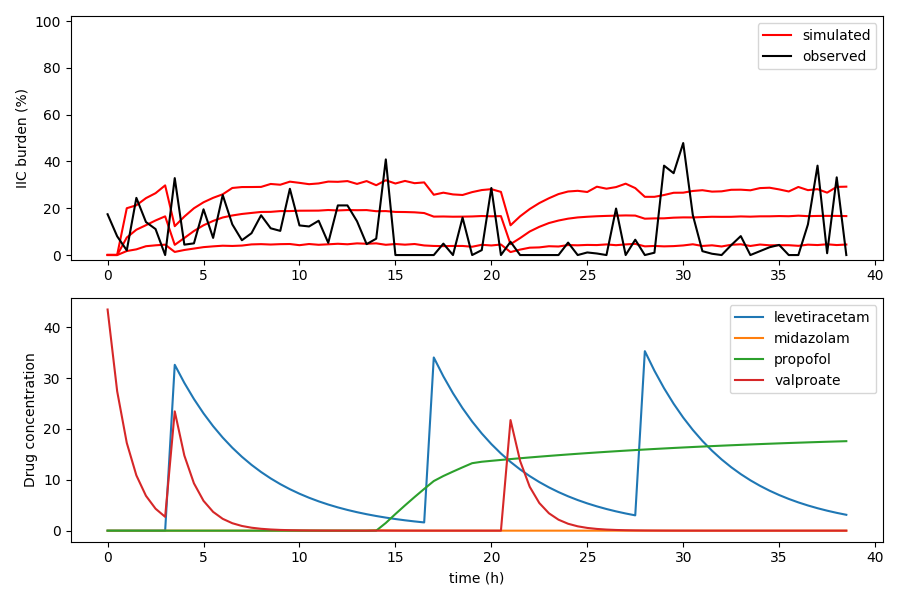 100
80
60
40
20
0
IIC burden (%)
simulated
observed
0 5 10 15 20 25 30 35 40
40
30
20
10
0
Drug concentration
levetiracetam
midazolam
propofol
valproate
0 5 10 15 20 25 30 35 40
time (h)